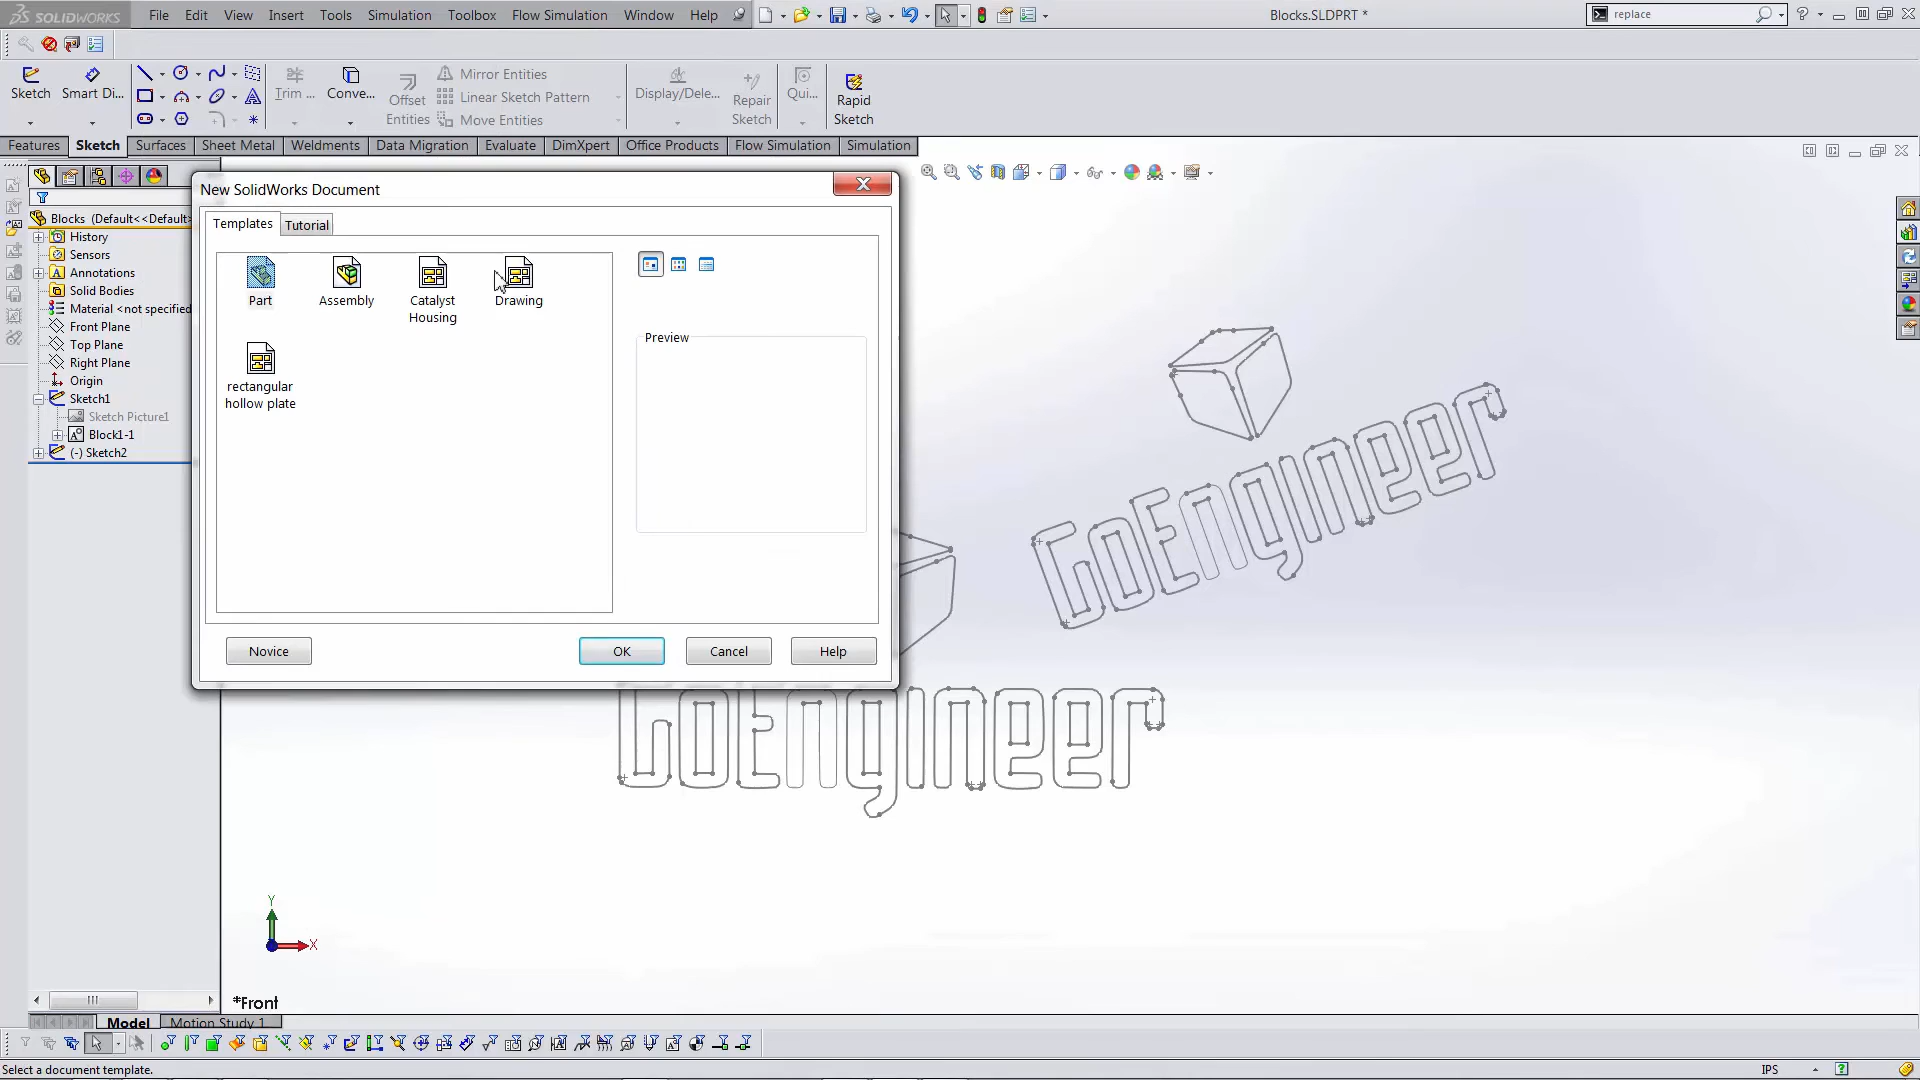 SOLIDWORKS File Edit View Insert Tools Simulation Toolbox Flow Simulation Window Help Blocks.SLDPRT * replace
Sketch Smart Di... Trim ... Conve... Offset Entities Mirror Entities Linear Sketch Pattern Move Entities Display/Dele... Repair Sketch Qui... Rapid Sketch
Features Sketch Surfaces Sheet Metal Weldments Data Migration Evaluate DimXpert Office Products Flow Simulation Simulation
Blocks (Default<<Default>
History
Sensors
Annotations
Solid Bodies
Material <not specified
Front Plane
Top Plane
Right Plane
Origin
Sketch1
Sketch Picture1
Block1-1
(-) Sketch2
New SolidWorks Document
Templates Tutorial
Part Assembly Catalyst Housing Drawing
rectangular hollow plate
Preview
Novice OK Cancel Help
GoEngineer
GoEngineer
Y
X
*Front
Model Motion Study 1
Select a document template. IPS